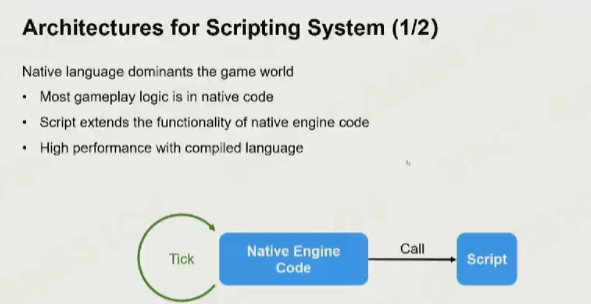 Architectures for Scripting System (1/2)
Native language dominants the game world
• Most gameplay logic is in native code
• Script extends the functionality of native engine code
• High performance with compiled language
Tick
Native Engine
Code
Call
Script